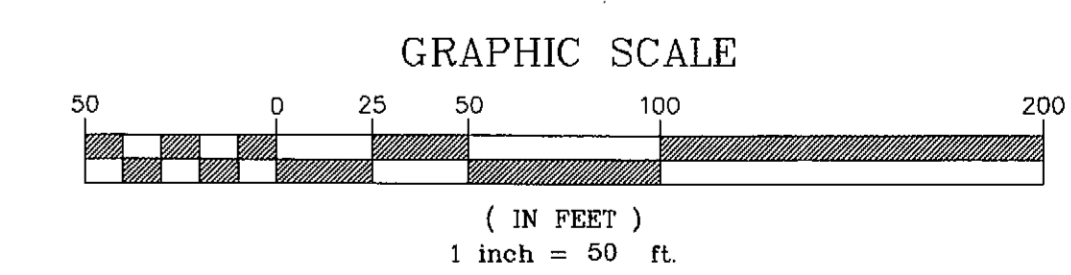 GRAPHIC SCALE
50 0 25 50 100 200
( IN FEET )
1 inch = 50 ft.